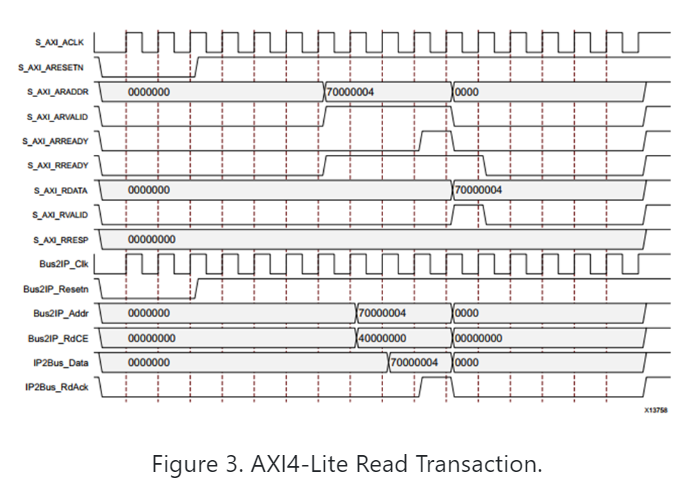 S_AXI_ACLK
S_AXI_ARESETN
S_AXI_ARADDR 0000000 70000004 0000
S_AXI_ARVALID
S_AXI_ARREADY
S_AXI_RREADY
S_AXI_RDATA 0000000 70000004
S_AXI_RVALID
S_AXI_RRESP 00000000
Bus2IP_Clk
Bus2IP_Resetn
Bus2IP_Addr 0000000 70000004 0000
Bus2IP_RdCE 00000000 40000000 00000000
IP2Bus_Data 0000000 70000004 0000
IP2Bus_RdAck
X13758
Figure 3. AXI4-Lite Read Transaction.